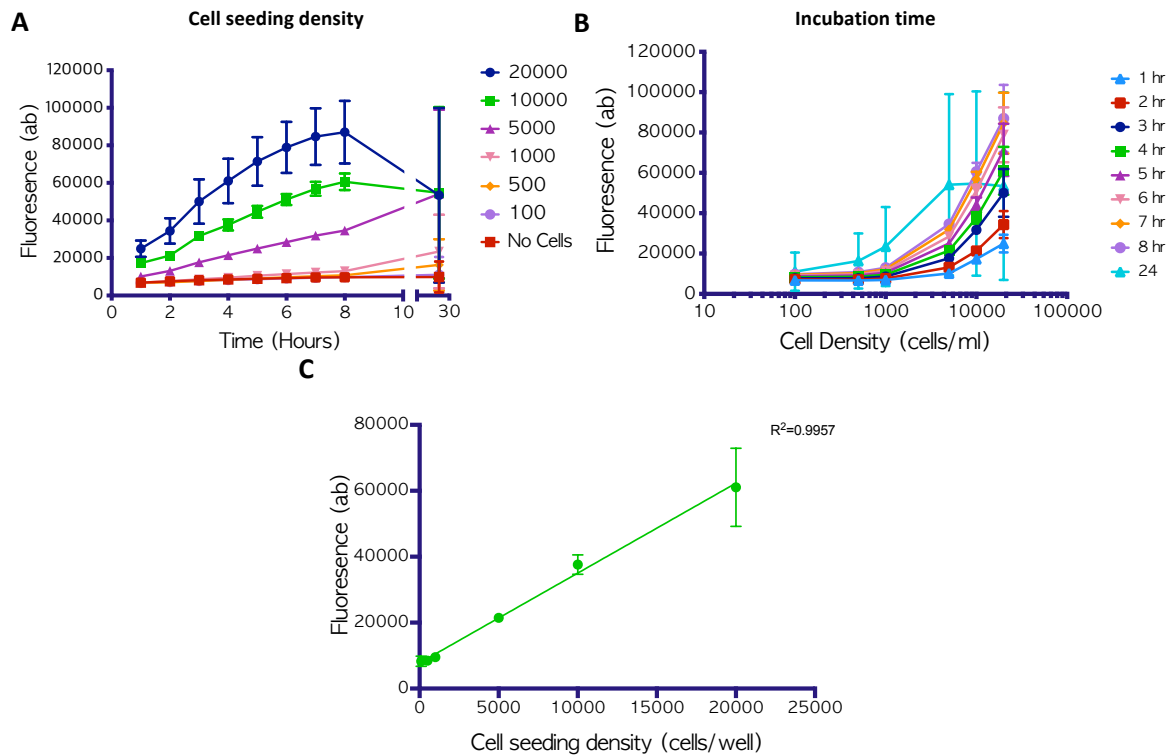 A
Cell seeding density
120000
100000
80000
60000
40000
20000
0
Fluoresence (ab)
0 2 4 6 8 10 30
Time (Hours)
20000
10000
5000
1000
500
100
No Cells
B
Incubation time
120000
100000
80000
60000
40000
20000
0
Fluoresence (ab)
10 100 1000 10000 100000
Cell Density (cells/ml)
1 hr
2 hr
3 hr
4 hr
5 hr
6 hr
7 hr
8 hr
24
C
80000
60000
40000
20000
0
Fluoresence (ab)
R²=0.9957
0 5000 10000 15000 20000 25000
Cell seeding density (cells/well)